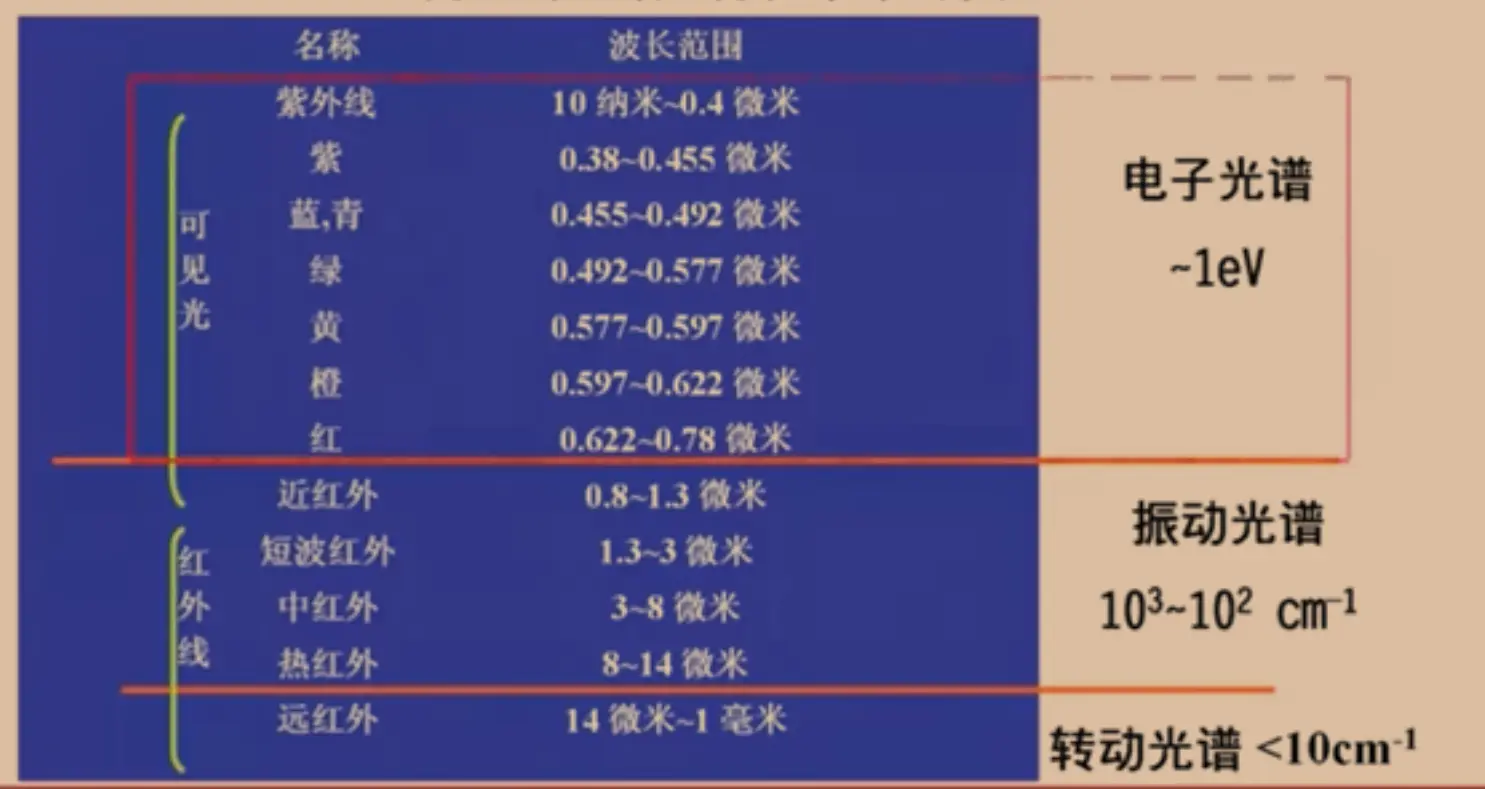 名称 波长范围
紫外线 10 纳米~0.4 微米
紫 0.38~0.455 微米
蓝,青 0.455~0.492 微米
绿 0.492~0.577 微米
黄 0.577~0.597 微米
橙 0.597~0.622 微米
红 0.622~0.78 微米
近红外 0.8~1.3 微米
短波红外 1.3~3 微米
中红外 3~8 微米
热红外 8~14 微米
远红外 14 微米~1 毫米
可见光
红外线
电子光谱
~1eV
振动光谱
10³~10² cm⁻¹
转动光谱 <10cm⁻¹